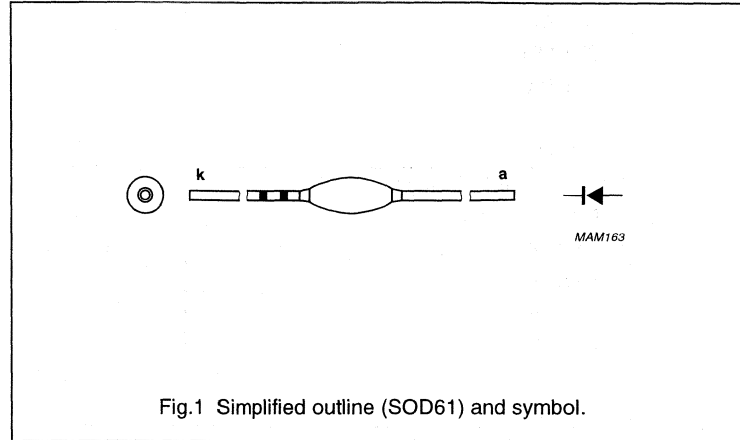 k
a
MAM163
Fig.1 Simplified outline (SOD61) and symbol.